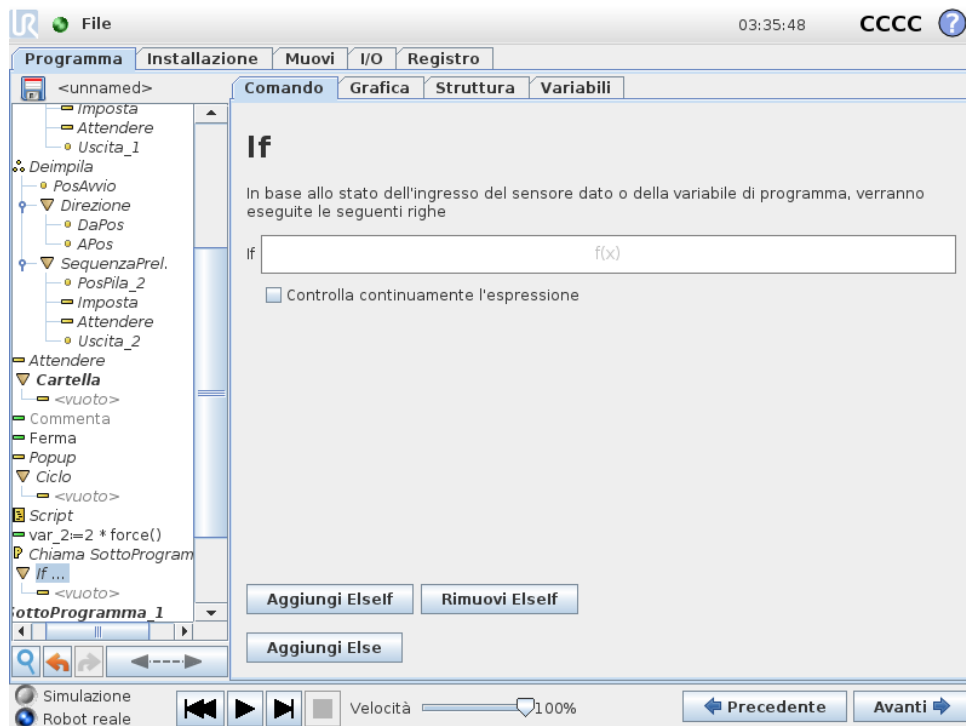 UR File 03:35:48 CCCC ?
Programma Installazione Muovi I/O Registro
<unnamed> Comando Grafica Struttura Variabili
Imposta
Attendere
Uscita_1
Deimpila
PosAvvio
Direzione
DaPos
APos
SequenzaPrel.
PosPila_2
Imposta
Attendere
Uscita_2
Attendere
Cartella
<vuoto>
Commenta
Ferma
Popup
Ciclo
<vuoto>
Script
var_2:=2 * force()
Chiama SottoProgram
If ...
<vuoto>
SottoProgramma_1
If
In base allo stato dell'ingresso del sensore dato o della variabile di programma, verranno
eseguite le seguenti righe
If f(x)
Controlla continuamente l'espressione
Aggiungi ElseIf Rimuovi ElseIf
Aggiungi Else
Simulazione
Robot reale
Velocità 100%
Precedente Avanti